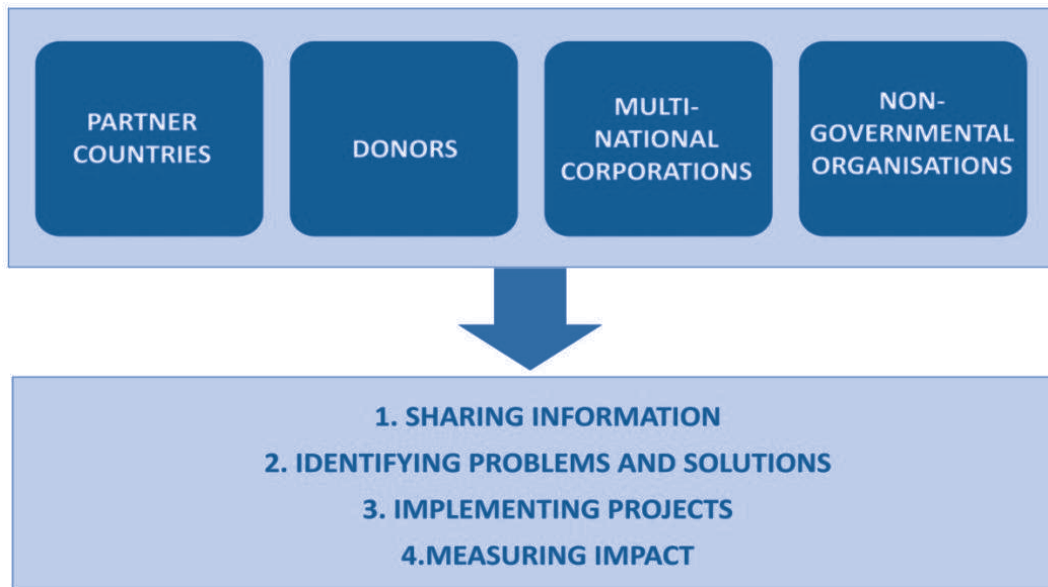 PARTNER
COUNTRIES
DONORS
MULTI-
NATIONAL
CORPORATIONS
NON-
GOVERNMENTAL
ORGANISATIONS
1. SHARING INFORMATION
2. IDENTIFYING PROBLEMS AND SOLUTIONS
3. IMPLEMENTING PROJECTS
4.MEASURING IMPACT